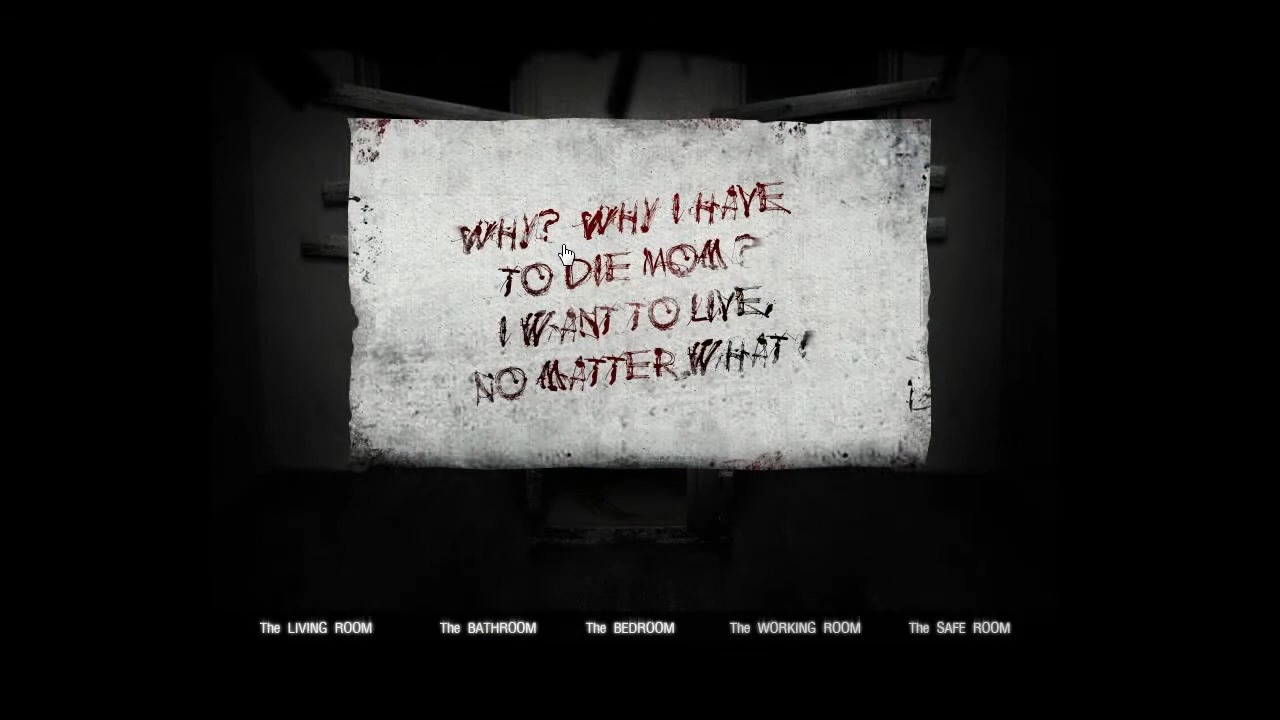 WHY? WHY I HAVE
TO DIE MOM?
I WANT TO LIVE,
NO MATTER WHAT!
The LIVING ROOM
The BATHROOM
The BEDROOM
The WORKING ROOM
The SAFE ROOM